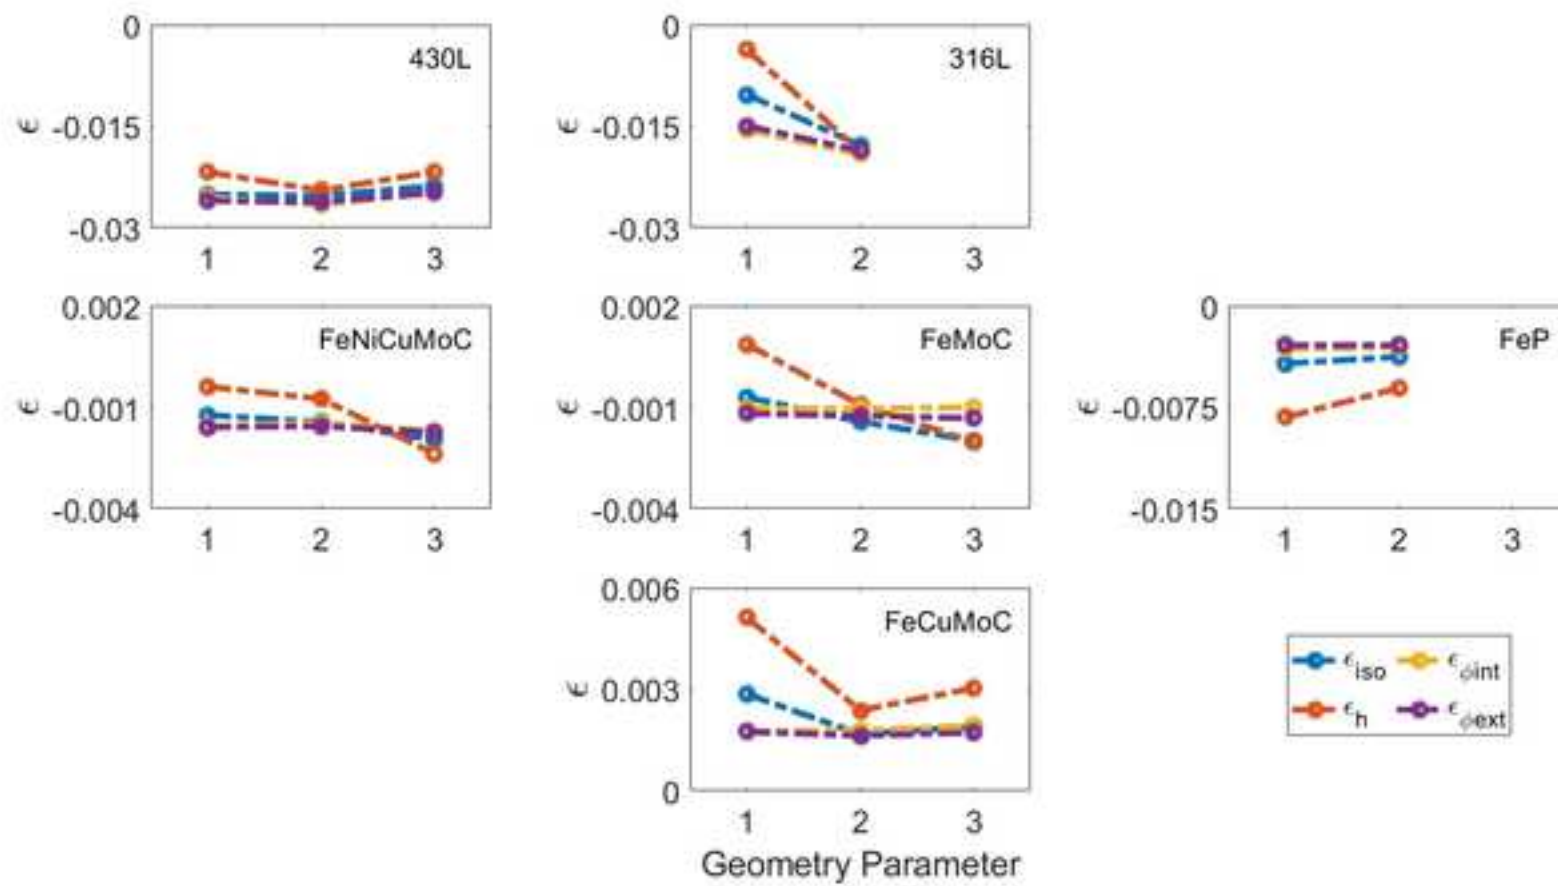 0
430L
ϵ
-0.015
-0.03
1 2 3
0
316L
ϵ
-0.015
-0.03
1 2 3
0.002
FeNiCuMoC
ϵ
-0.001
-0.004
1 2 3
0.002
FeMoC
ϵ
-0.001
-0.004
1 2 3
0
FeP
ϵ
-0.0075
-0.015
1 2 3
0.006
FeCuMoC
ϵ
0.003
0
1 2 3
Geometry Parameter
ϵ_iso ϵ_ϕint
ϵ_h ϵ_ϕext